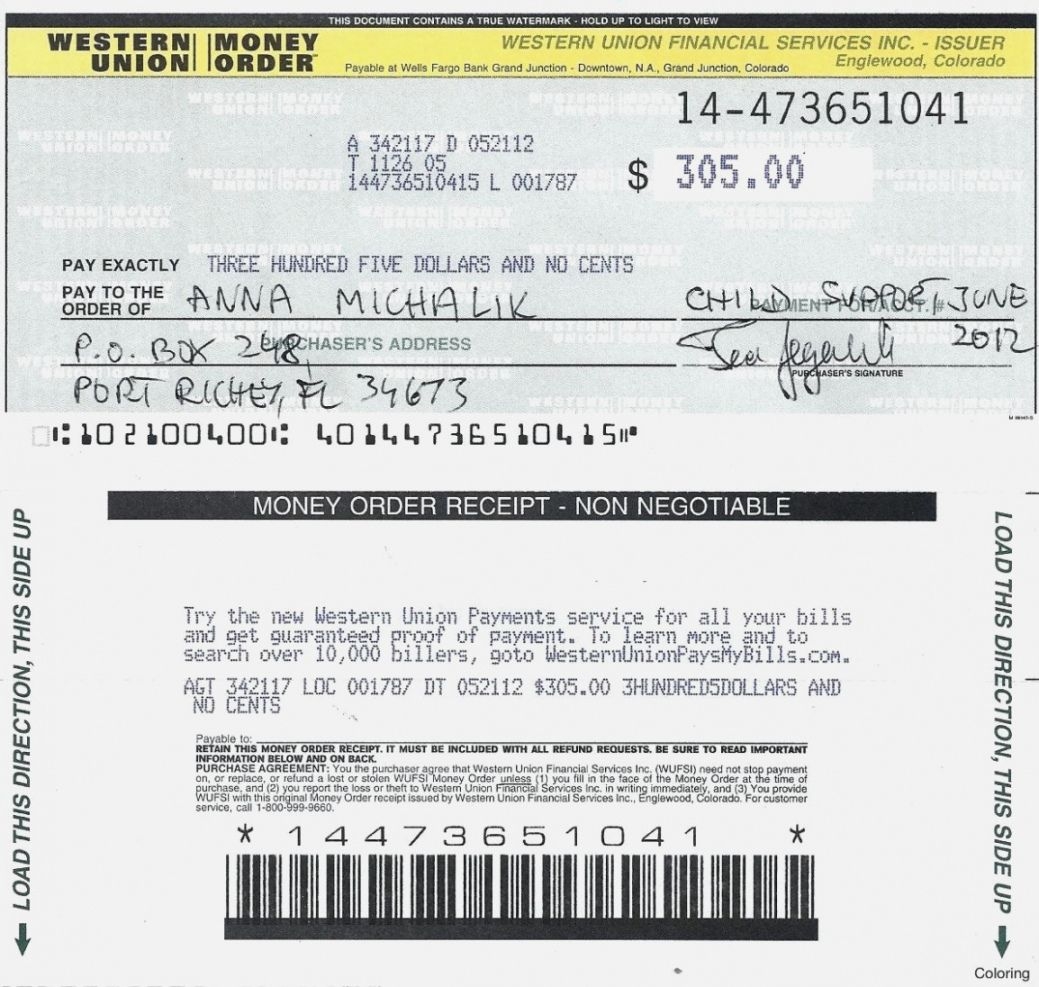 THIS DOCUMENT CONTAINS A TRUE WATERMARK - HOLD UP TO LIGHT TO VIEW
WESTERN UNION MONEY ORDER
WESTERN UNION FINANCIAL SERVICES INC. - ISSUER
Englewood, Colorado
Payable at Wells Fargo Bank Grand Junction - Downtown, N.A., Grand Junction, Colorado
14-473651041
A 342117 D 052112
T 1126 05
144736510415 L 001787
$ 305.00
PAY EXACTLY THREE HUNDRED FIVE DOLLARS AND NO CENTS
PAY TO THE ORDER OF ANNA MICHALIK
CHILD SUPPORT JUNE
PAYMENT FOR/ACCT. #
2012
P.O. BOX 248,
PURCHASER'S ADDRESS
PURCHASER'S SIGNATURE
PORT RICHEY, FL 34673
102100400 40144736510415
MONEY ORDER RECEIPT - NON NEGOTIABLE
LOAD THIS DIRECTION, THIS SIDE UP
LOAD THIS DIRECTION, THIS SIDE UP
Try the new Western Union Payments service for all your bills
and get guaranteed proof of payment. To learn more and to
search over 10,000 billers, goto WesternUnionPaysMyBills.com.
AGT 342117 LOC 001787 DT 052112 $305.00 3HUNDRED5DOLLARS AND
NO CENTS
Payable to:
RETAIN THIS MONEY ORDER RECEIPT. IT MUST BE INCLUDED WITH ALL REFUND REQUESTS. BE SURE TO READ IMPORTANT
INFORMATION BELOW AND ON BACK.
PURCHASE AGREEMENT: You the purchaser agree that Western Union Financial Services Inc. (WUFSI) need not stop payment
on, or replace, or refund a lost or stolen WUFSI Money Order unless (1) you fill in the face of the Money Order at the time of
purchase, and (2) you report the loss or theft to Western Union Financial Services Inc. in writing immediately, and (3) You provide
WUFSI with this original Money Order receipt issued by Western Union Financial Services Inc., Englewood, Colorado. For customer
service, call 1-800-999-9660.
* 14473651041 *
Coloring